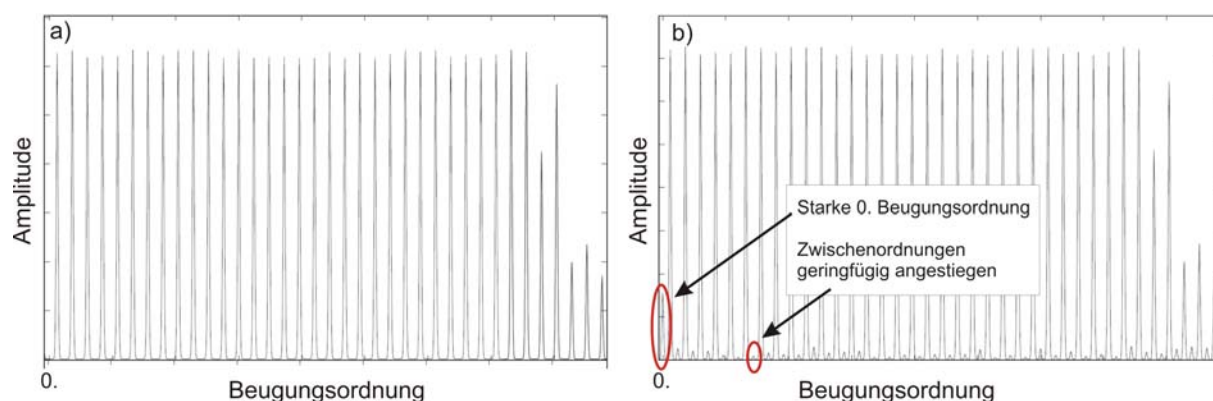 a)
Amplitude
0.
Beugungsordnung
b)
Amplitude
Starke 0. Beugungsordnung
Zwischenordnungen
geringfügig angestiegen
0.
Beugungsordnung